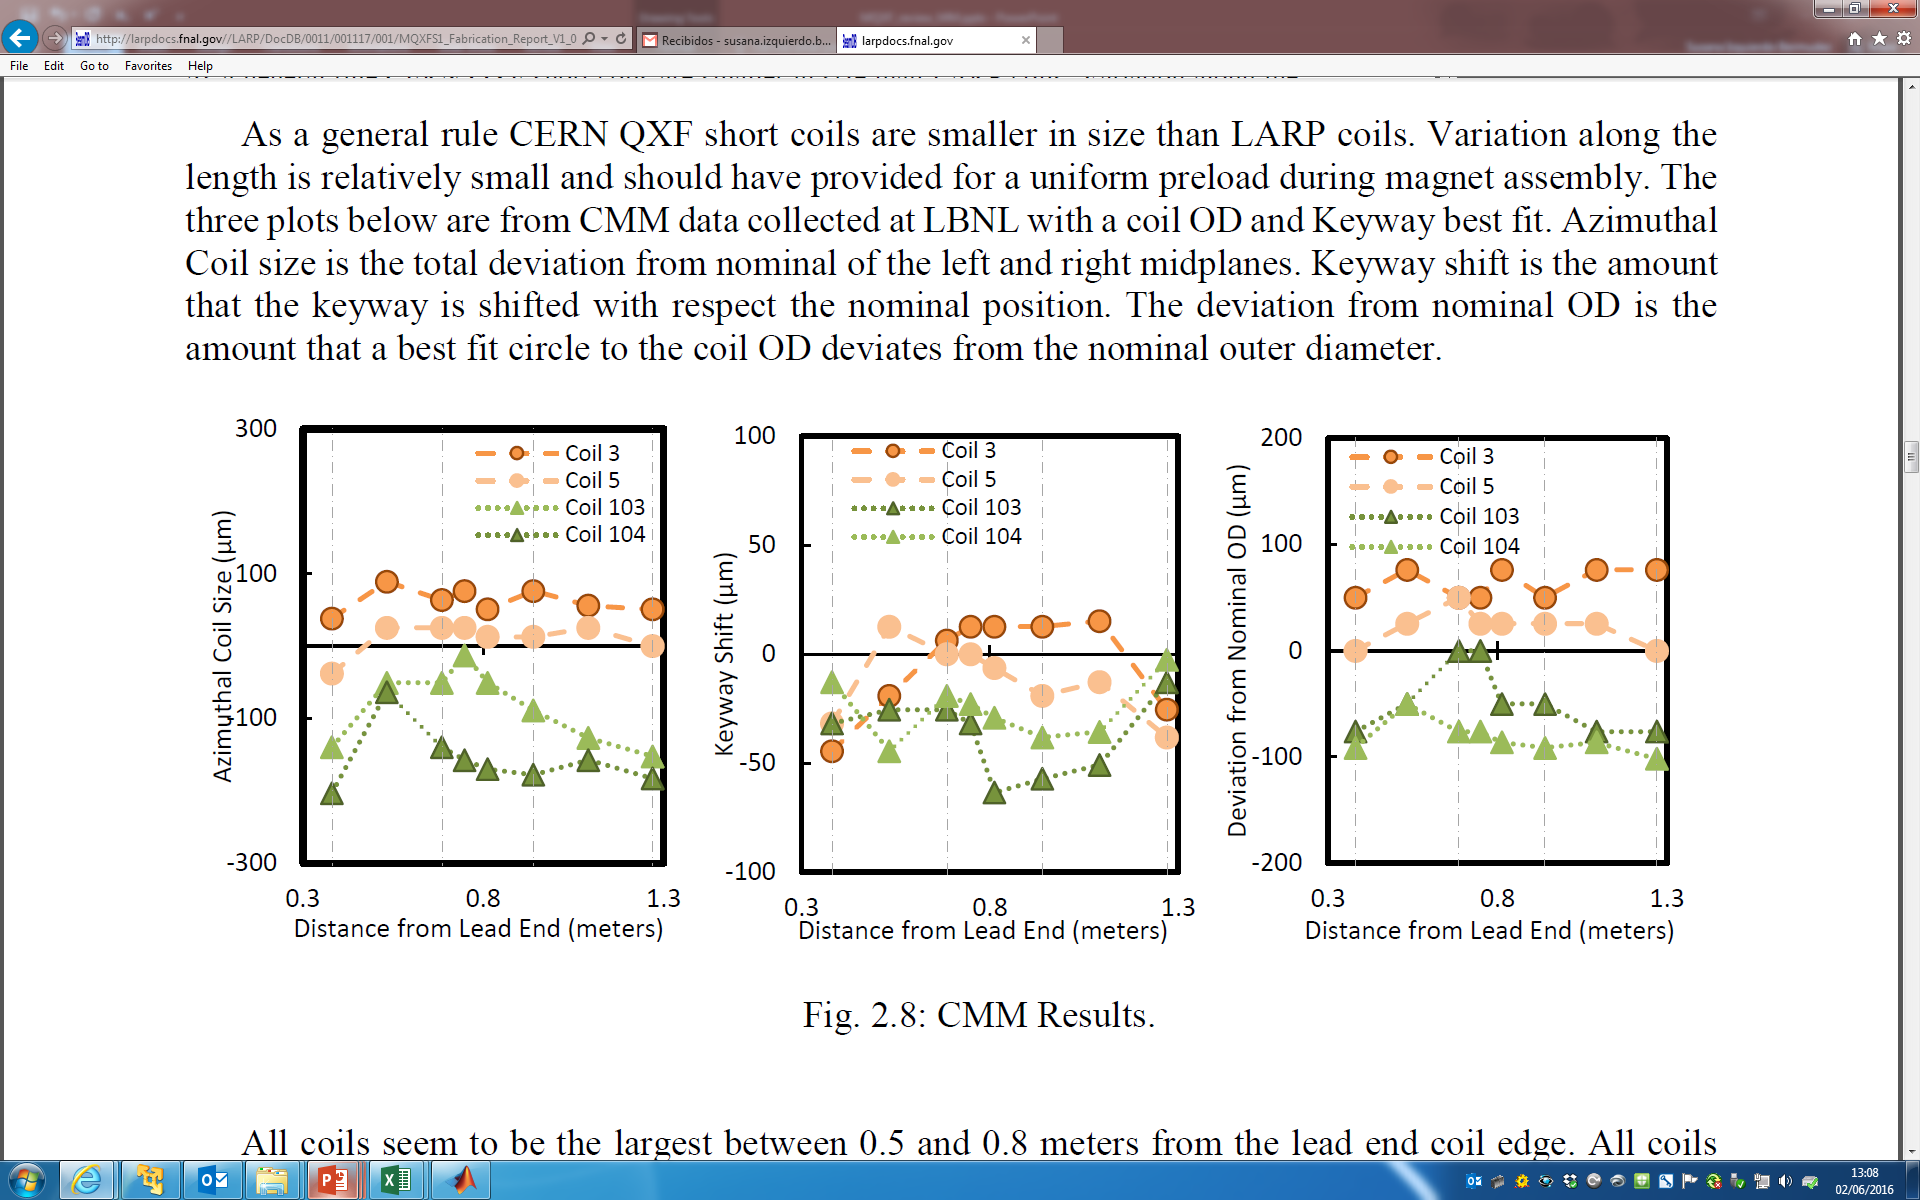 http://larpdocs.fnal.gov//LARP/DocDB/0011/001117/001/MQXFS1_Fabrication_Report_V1_0
Recibidos - susana.izquierdo.b...
larpdocs.fnal.gov
File Edit Go to Favorites Help
As a general rule CERN QXF short coils are smaller in size than LARP coils. Variation along the
length is relatively small and should have provided for a uniform preload during magnet assembly. The
three plots below are from CMM data collected at LBNL with a coil OD and Keyway best fit. Azimuthal
Coil size is the total deviation from nominal of the left and right midplanes. Keyway shift is the amount
that the keyway is shifted with respect the nominal position. The deviation from nominal OD is the
amount that a best fit circle to the coil OD deviates from the nominal outer diameter.
Azimuthal Coil Size (µm)
300
100
-100
-300
Coil 3
Coil 5
Coil 103
Coil 104
0.3 0.8 1.3
Distance from Lead End (meters)
Keyway Shift (µm)
100
50
0
-50
-100
Coil 3
Coil 5
Coil 103
Coil 104
0.3 0.8 1.3
Distance from Lead End (meters)
Deviation from Nominal OD (µm)
200
100
0
-100
-200
Coil 3
Coil 5
Coil 103
Coil 104
0.3 0.8 1.3
Distance from Lead End (meters)
Fig. 2.8: CMM Results.
All coils seem to be the largest between 0.5 and 0.8 meters from the lead end coil edge. All coils
13:08
02/06/2016